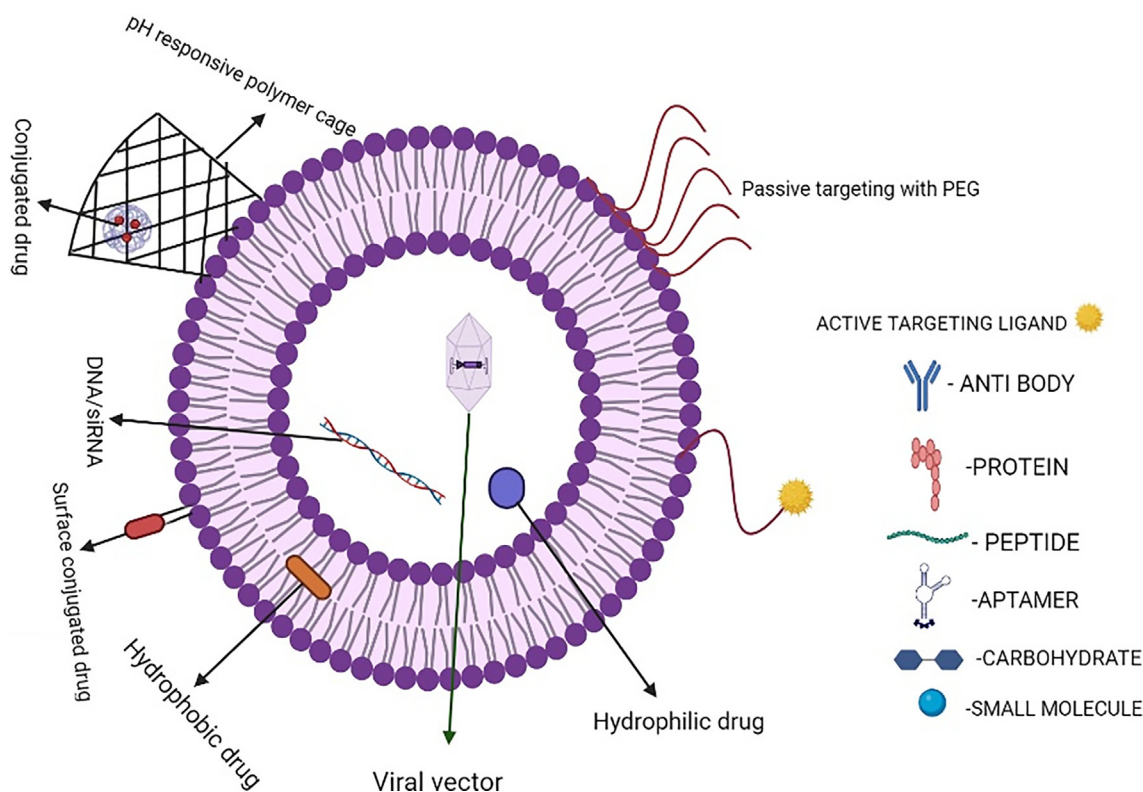 pH responsive polymer cage
Conjugated drug
Passive targeting with PEG
ACTIVE TARGETING LIGAND
- ANTI BODY
DNA/siRNA
-PROTEIN
Surface conjugated drug
- PEPTIDE
-APTAMER
Hydrophobic drug
-CARBOHYDRATE
-SMALL MOLECULE
Hydrophilic drug
Viral vector